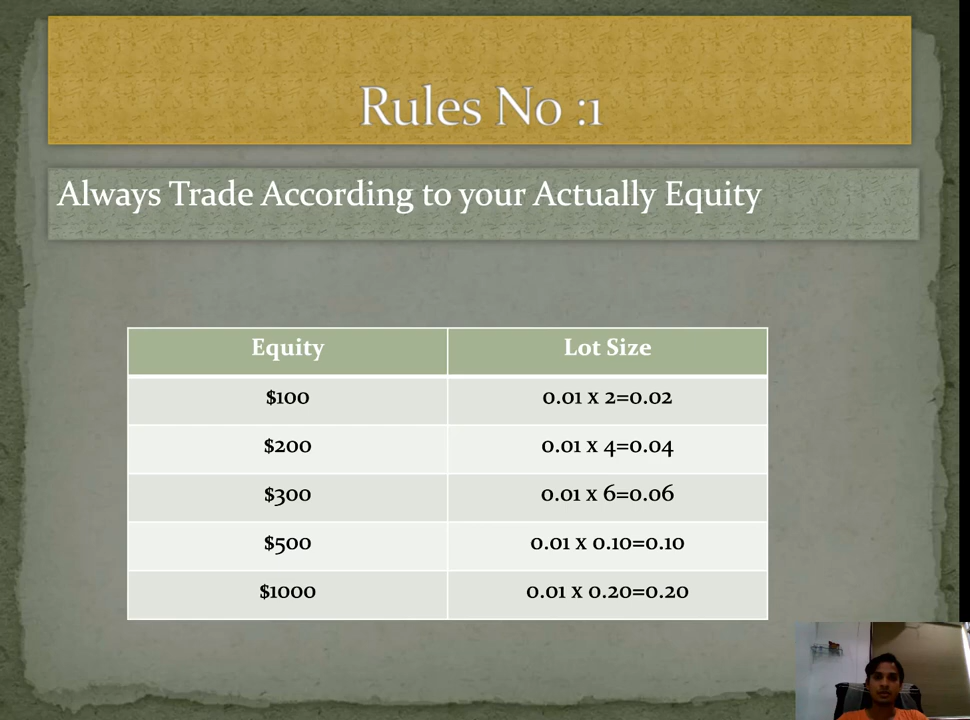 Rules No :1
Always Trade According to your Actually Equity
Equity Lot Size
$100 0.01 x 2=0.02
$200 0.01 x 4=0.04
$300 0.01 x 6=0.06
$500 0.01 x 0.10=0.10
$1000 0.01 x 0.20=0.20